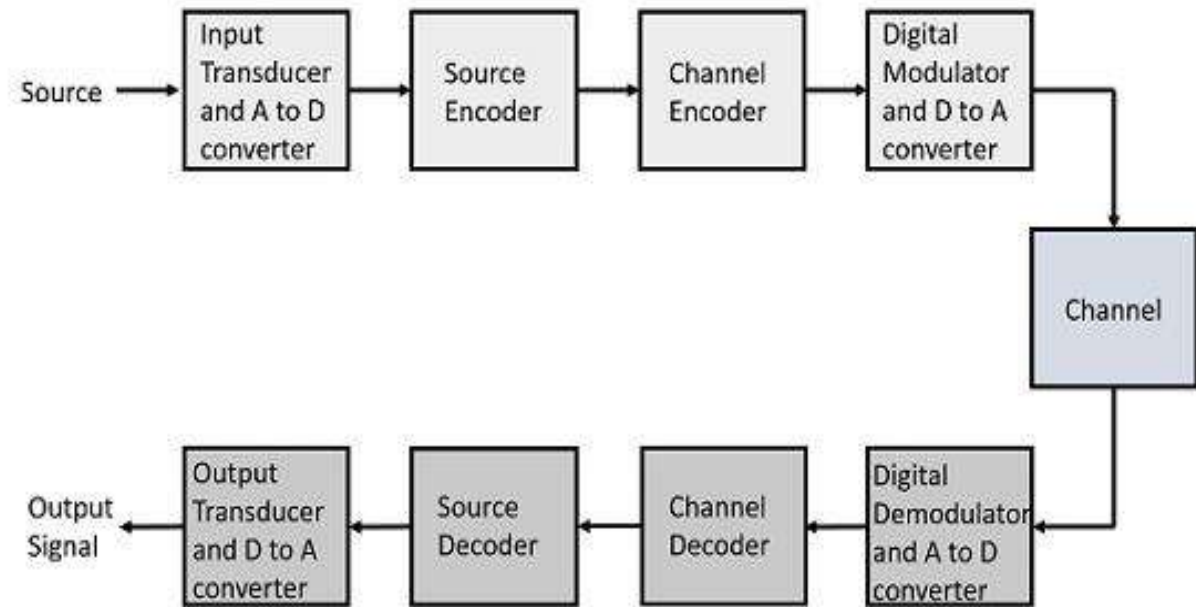 Source
Input
Transducer
and A to D
converter
Source
Encoder
Channel
Encoder
Digital
Modulator
and D to A
converter
Channel
Digital
Demodulator
and A to D
converter
Channel
Decoder
Source
Decoder
Output
Transducer
and D to A
converter
Output
Signal